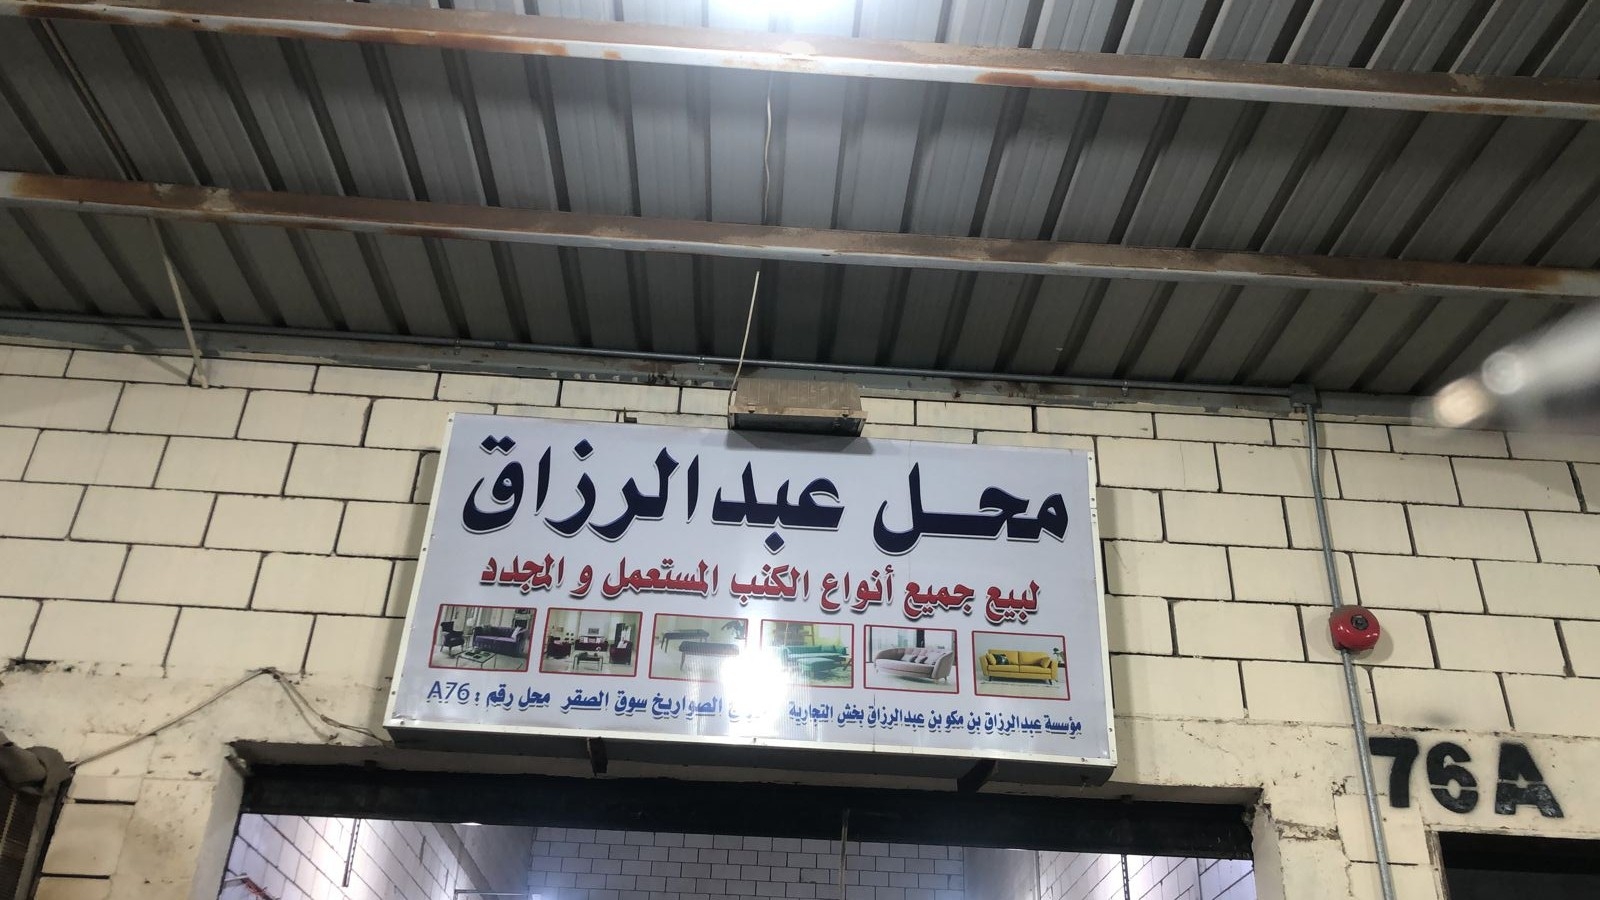 محل عبدالرزاق
لبيع جميع أنواع الكنب المستعمل و المجدد
مؤسسة عبدالرزاق بن مكو بن عبدالرزاق بخش التجارية الصواريخ سوق الصقر محل رقم : A76
76A